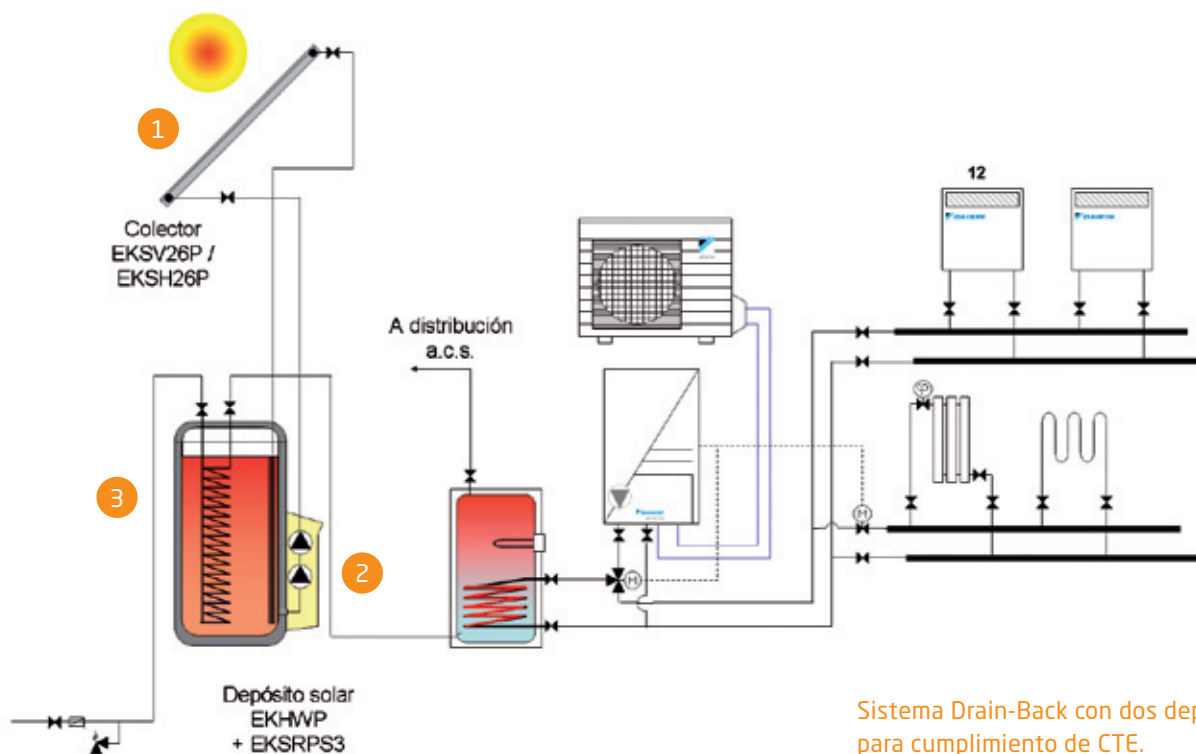 1
Colector
EKSV26P /
EKSH26P
12
DAIKIN
A distribución
a.c.s.
3
2
M
M
Depósito solar
EKHWP
+ EKSRPS3
Sistema Drain-Back con dos dep
para cumplimiento de CTE.